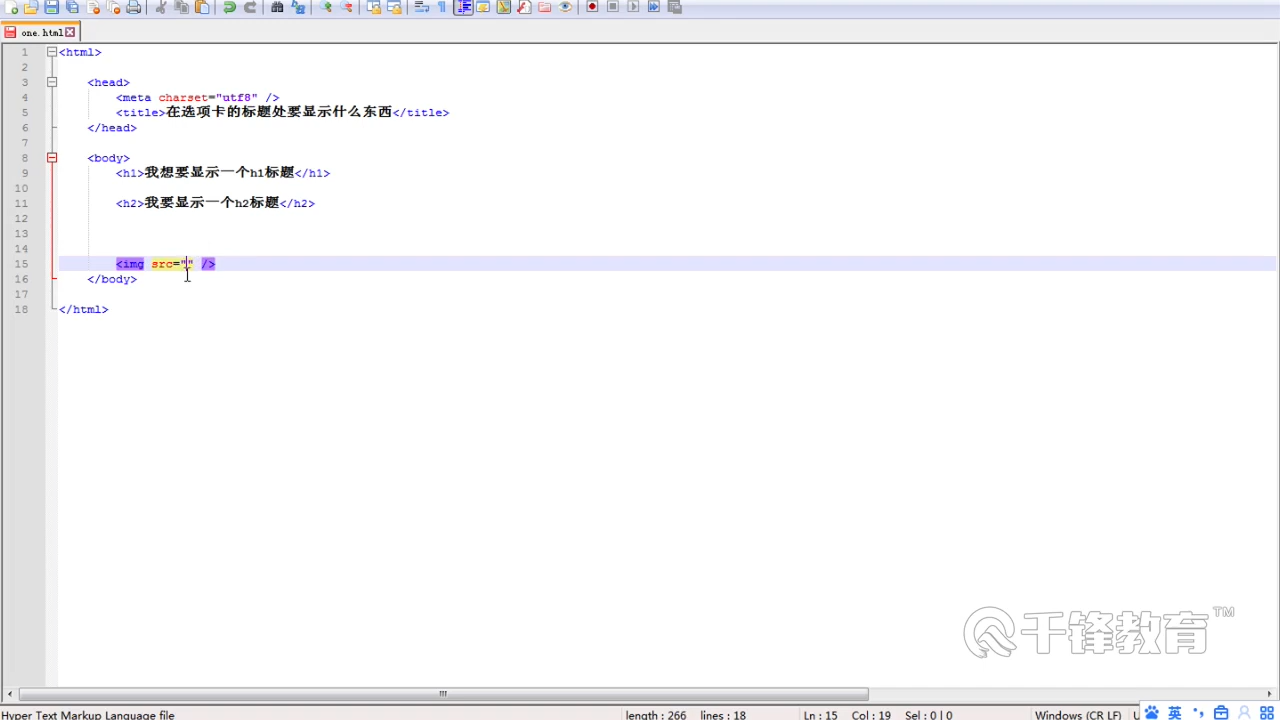 one.html
1 <html>
2
3 <head>
4 <meta charset="utf8" />
5 <title>在选项卡的标题处要显示什么东西</title>
6 </head>
7
8 <body>
9 <h1>我想要显示一个h1标题</h1>
10
11 <h2>我要显示一个h2标题</h2>
12
13
14
15 <img src="" />
16 </body>
17
18 </html>
千锋教育™
Hyper Text Markup Language file length : 266 lines : 18 Ln : 15 Col : 19 Sel : 0 | 0 Windows (CR LF) U 英